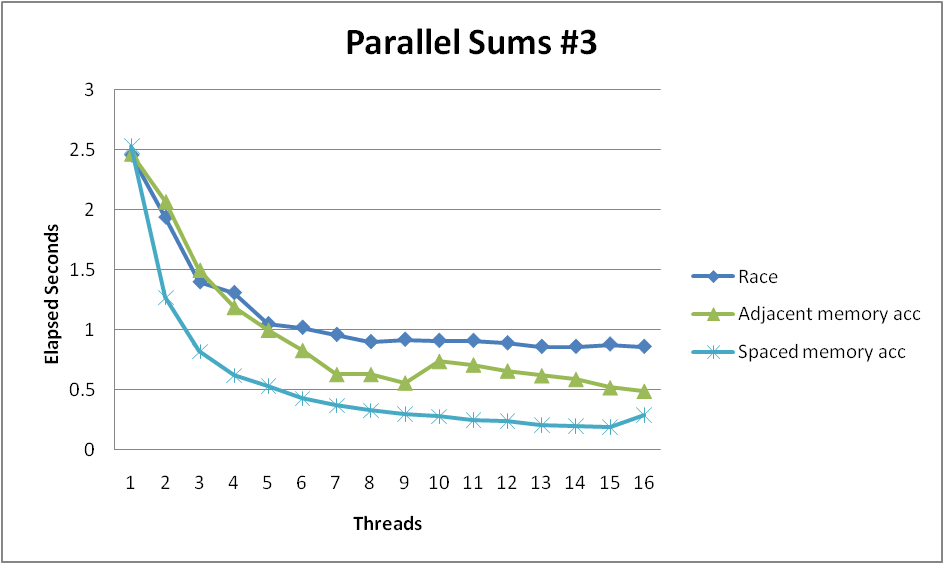 Parallel Sums #3
3
2.5
2
1.5
1
0.5
0
Elapsed Seconds
1 2 3 4 5 6 7 8 9 10 11 12 13 14 15 16
Threads
Race
Adjacent memory acc
Spaced memory acc